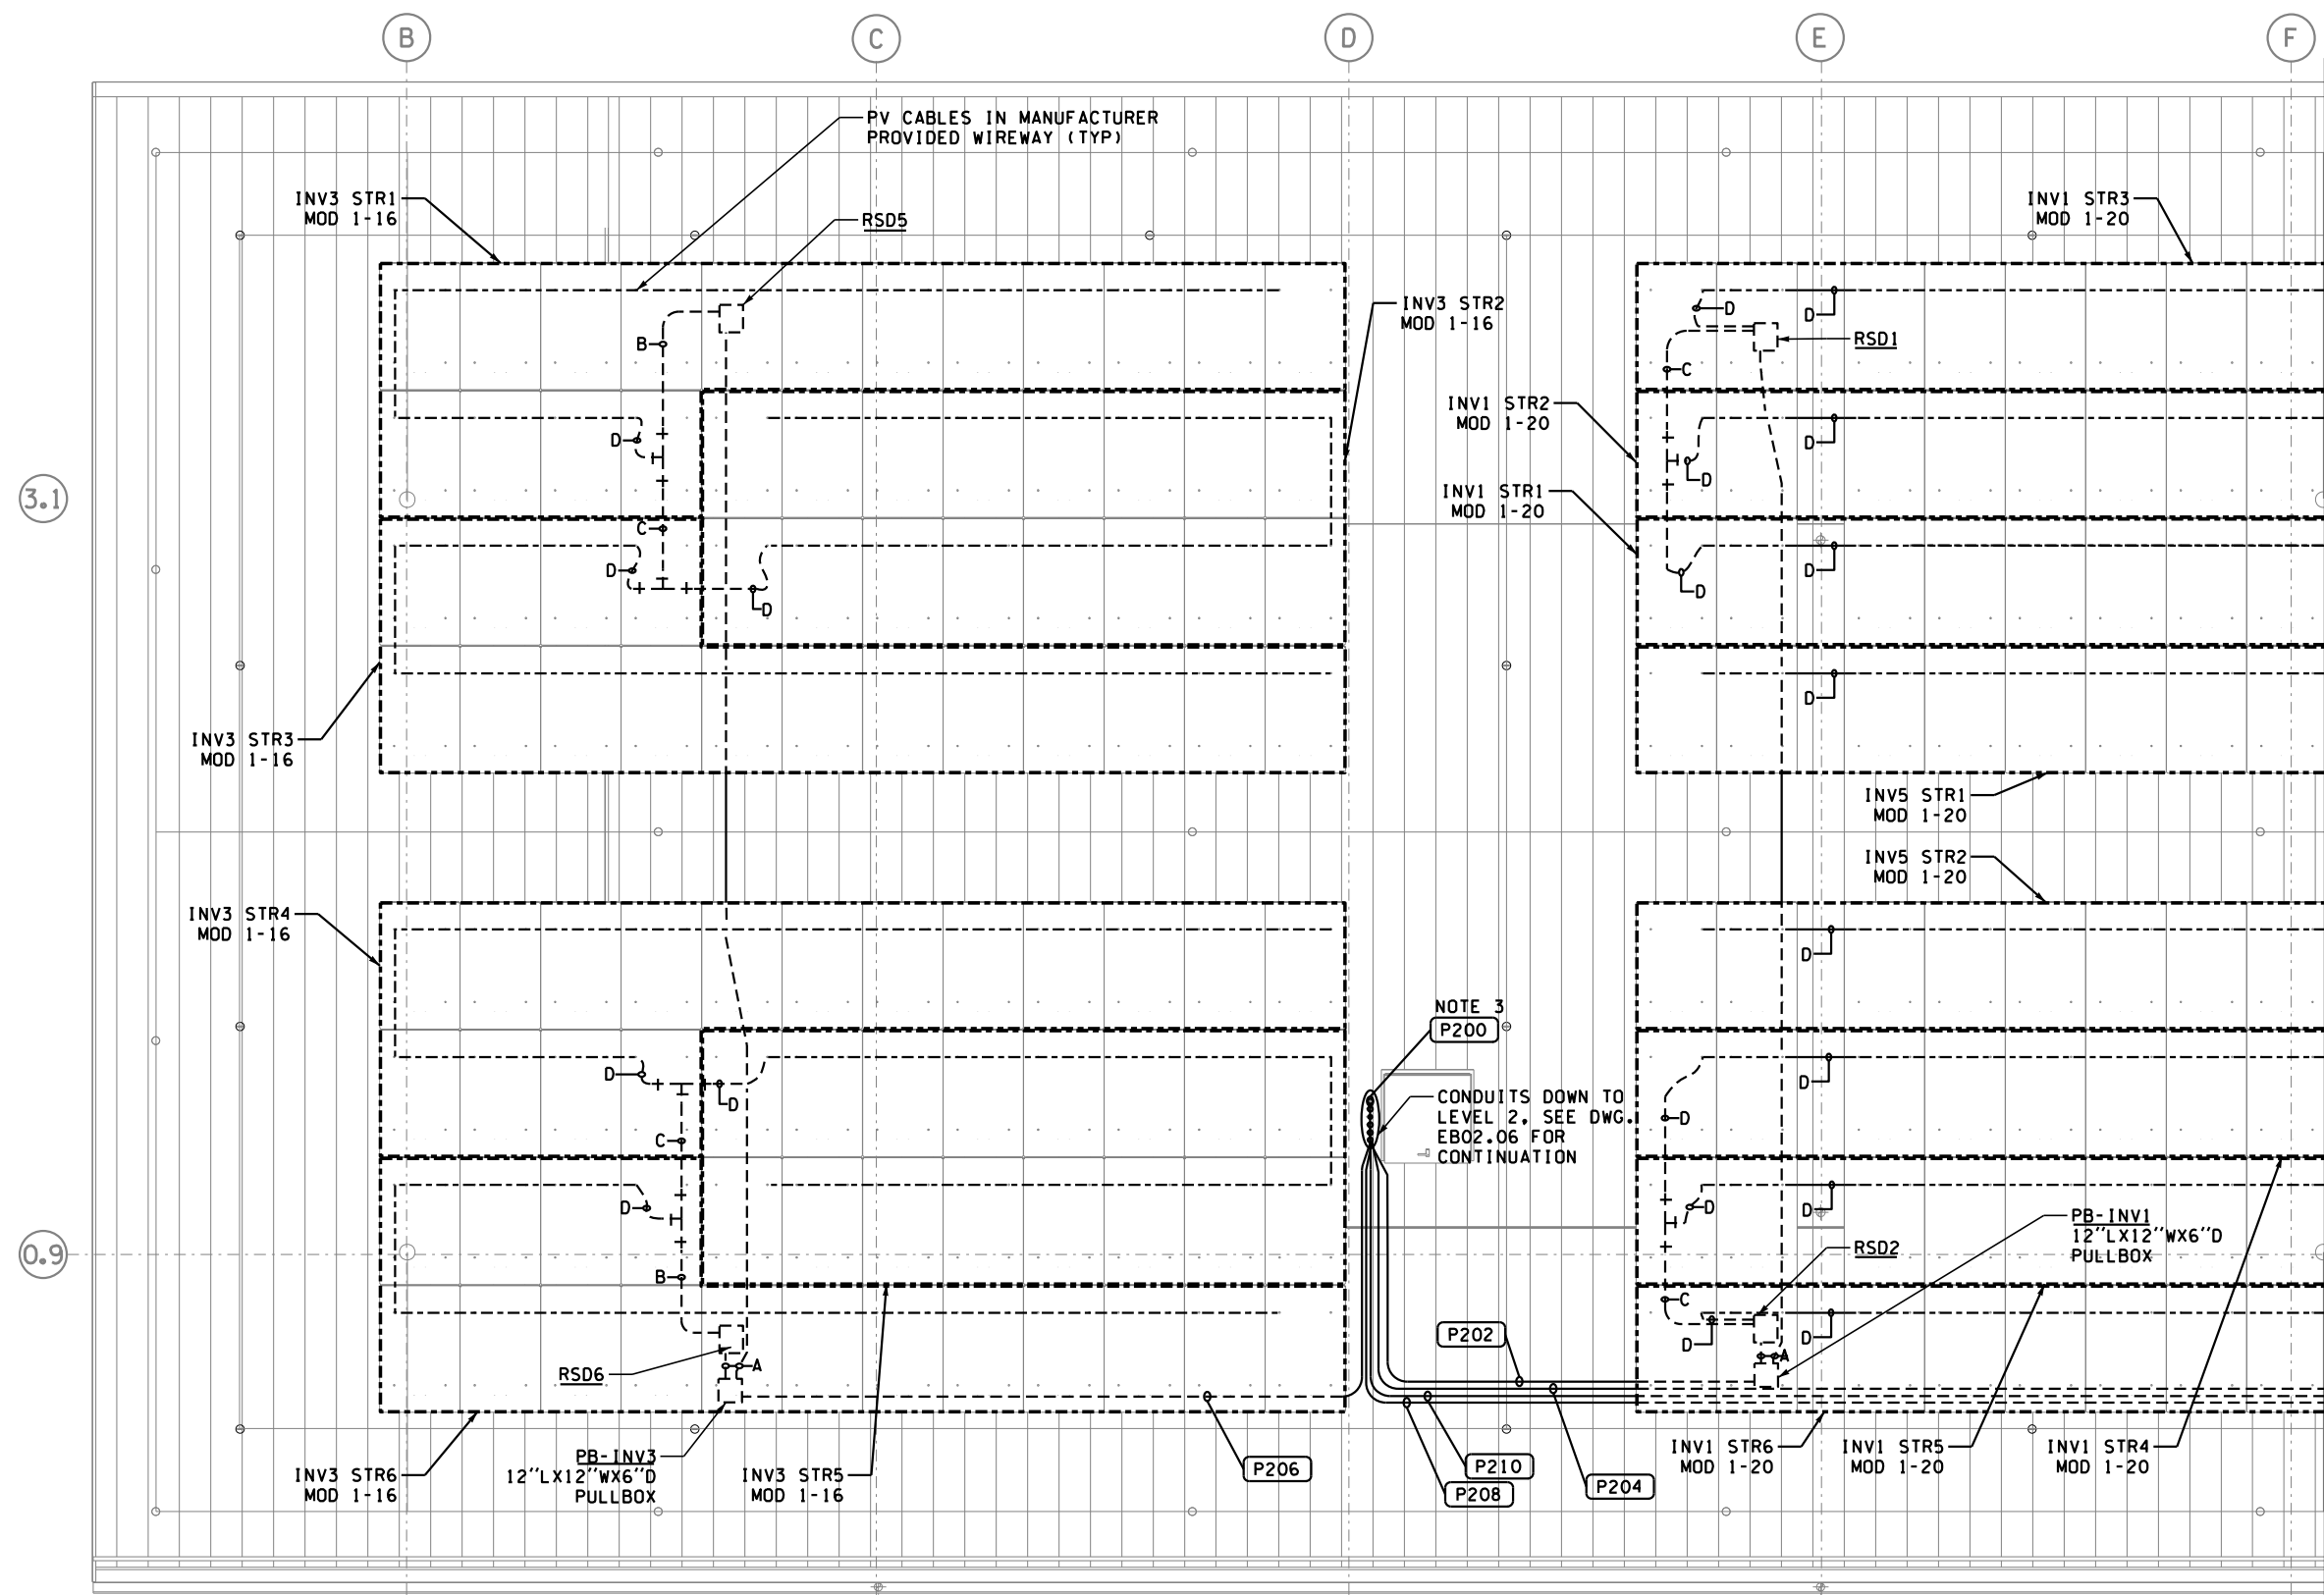 B
C
D
E
F
PV CABLES IN MANUFACTURER
PROVIDED WIREWAY (TYP)
INV3 STR1
MOD 1-16
RSD5
INV1 STR3
MOD 1-20
INV3 STR2
MOD 1-16
D
D
RSD1
B
C
INV1 STR2
MOD 1-20
D
D
D
3.1
INV1 STR1
MOD 1-20
C
D
D
D
D
D
INV3 STR3
MOD 1-16
INV5 STR1
MOD 1-20
INV5 STR2
MOD 1-20
INV3 STR4
MOD 1-16
D
NOTE 3
P200
D
D
D
CONDUITS DOWN TO
LEVEL 2, SEE DWG.
EB02.06 FOR
CONTINUATION
D
C
D
D
D
PB-INV1
12"LX12"WX6"D
PULLBOX
0.9
RSD2
B
C
P202
D
D
A
RSD6
A
PB-INV3
12"LX12"WX6"D
PULLBOX
INV3 STR6
MOD 1-16
INV3 STR5
MOD 1-16
P206
P210
P208
P204
INV1 STR6
MOD 1-20
INV1 STR5
MOD 1-20
INV1 STR4
MOD 1-20